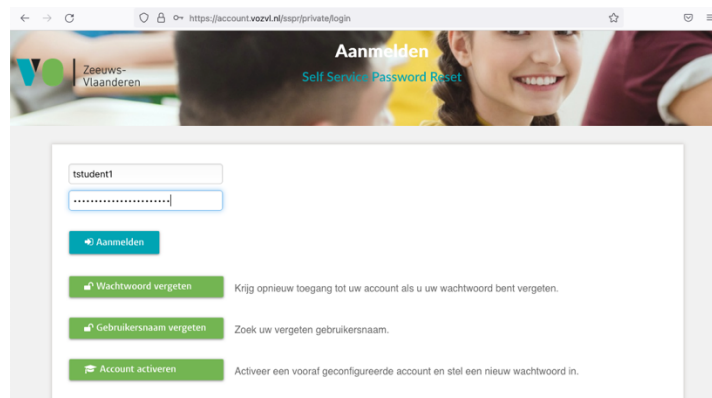 https://account.vozvl.nl/sspr/private/login
Aanmelden
Self Service Password Reset
VO
Zeeuws-
Vlaanderen
tstudent1
Aanmelden
Wachtwoord vergeten
Krijg opnieuw toegang tot uw account als u uw wachtwoord bent vergeten.
Gebruikersnaam vergeten
Zoek uw vergeten gebruikersnaam.
Account activeren
Activeer een vooraf geconfigureerde account en stel een nieuw wachtwoord in.